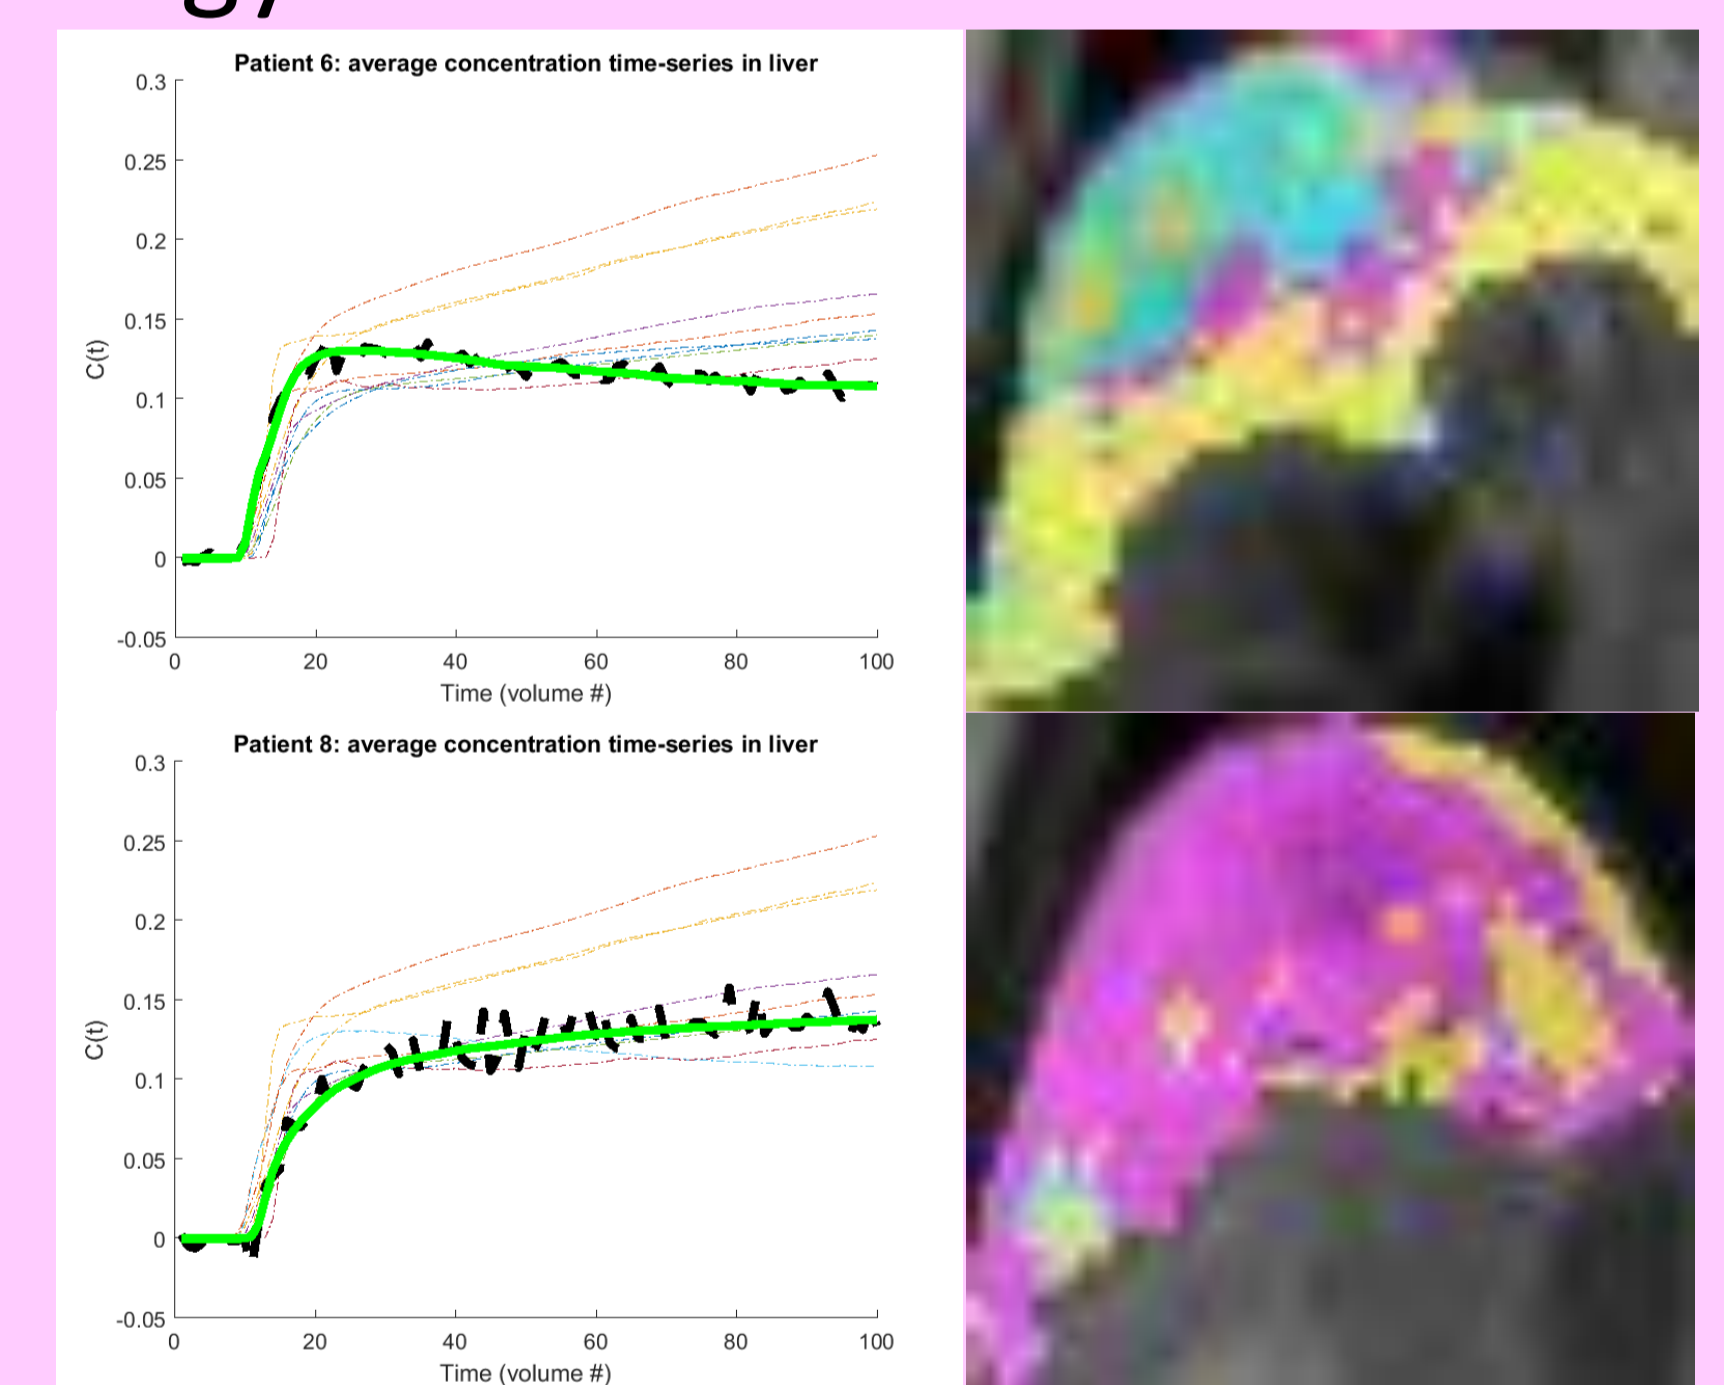 gy
Patient 6: average concentration time-series in liver
0.3
0.25
0.2
0.15
0.1
0.05
0
-0.05
C(t)
0 20 40 60 80 100
Time (volume #)
Patient 8: average concentration time-series in liver
0.3
0.25
0.2
0.15
0.1
0.05
0
-0.05
C(t)
0 20 40 60 80 100
Time (volume #)